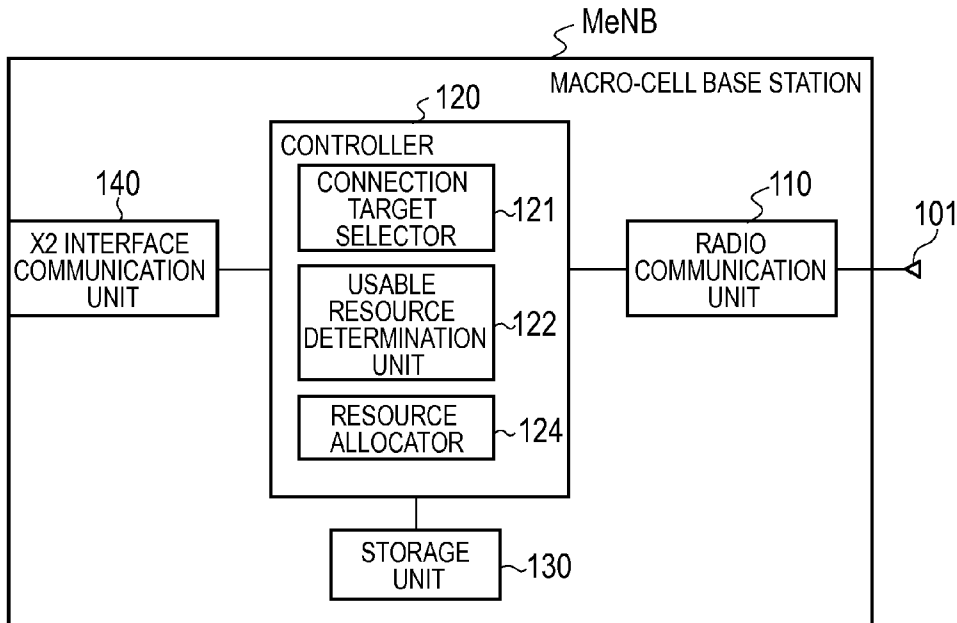 MeNB
MACRO-CELL BASE STATION
120
CONTROLLER
CONNECTION
TARGET
SELECTOR
121
USABLE
RESOURCE
DETERMINATION
UNIT
122
RESOURCE
ALLOCATOR
124
140
X2 INTERFACE
COMMUNICATION
UNIT
110
RADIO
COMMUNICATION
UNIT
101
STORAGE
UNIT
130